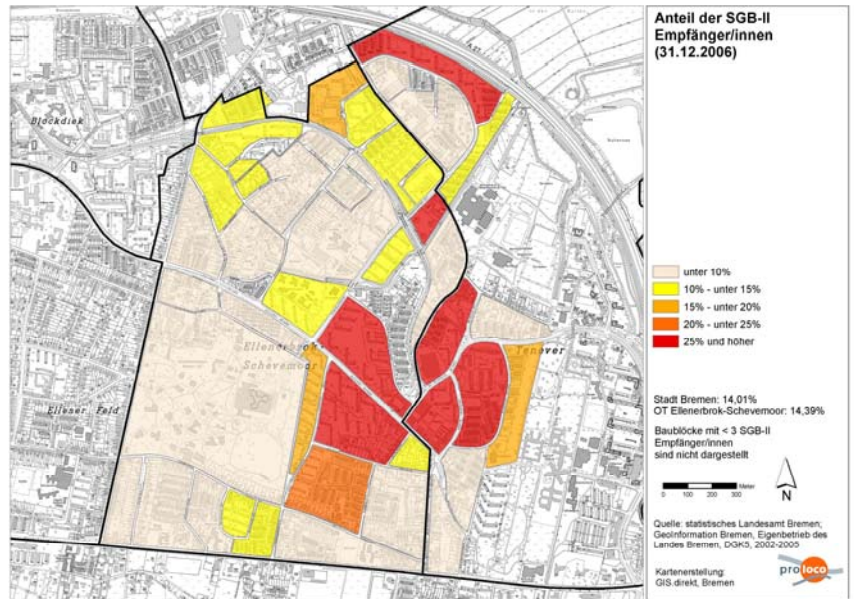 Anteil der SGB-II
Empfänger/innen
(31.12.2006)
A 27
Blockdiek
Ellenerbrok-
Schevemoor
Tenever
Elleser Feld
unter 10%
10% - unter 15%
15% - unter 20%
20% - unter 25%
25% und höher
Stadt Bremen: 14,01%
OT Ellenerbrok-Schevemoor: 14,39%
Baublöcke mit < 3 SGB-II
Empfänger/innen
sind nicht dargestellt
Meter
0 100 200 300
N
Quelle: statistisches Landesamt Bremen;
GeoInformation Bremen, Eigenbetrieb des
Landes Bremen, DGK5, 2002-2005
Kartenerstellung:
GIS.direkt, Bremen
proloco